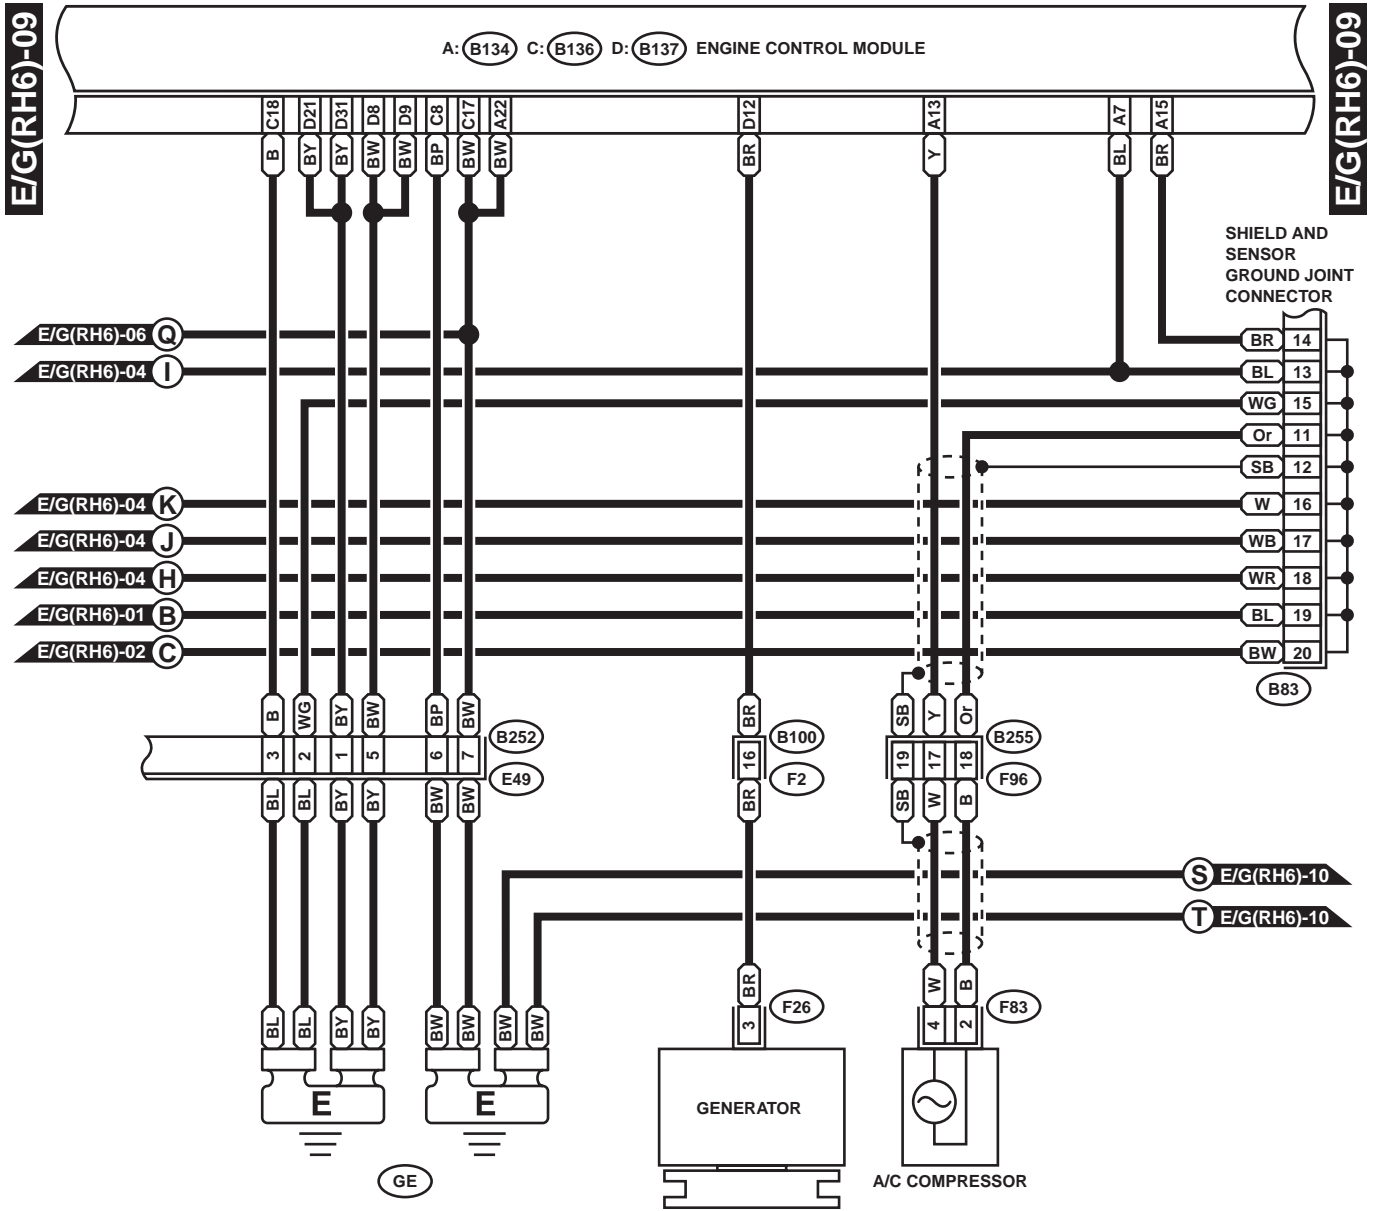 E/G(RH6)-09
E/G(RH6)-09
A: B134 C: B136 D: B137 ENGINE CONTROL MODULE
C18 D21 D31 D8 D9 C8 C17 A22 D12 A13 A7 A15
B BY BY BW BW BP BW BW BR Y BL BR
SHIELD AND
SENSOR
GROUND JOINT
CONNECTOR
E/G(RH6)-06 Q
BR 14
E/G(RH6)-04 I
BL 13
WG 15
Or 11
SB 12
E/G(RH6)-04 K
W 16
E/G(RH6)-04 J
WB 17
E/G(RH6)-04 H
WR 18
E/G(RH6)-01 B
BL 19
E/G(RH6)-02 C
BW 20
B83
B WG BY BW BP BW BR SB Y Or
B252 B100 B255
3 2 1 5 6 7 16 19 17 18
E49 F2 F96
BL BL BY BY BW BW BR SB W B
S E/G(RH6)-10
T E/G(RH6)-10
BR W B
BL BL BY BY BW BW BW BW
3 F26 4 2 F83
E E
GENERATOR
GE
A/C COMPRESSOR